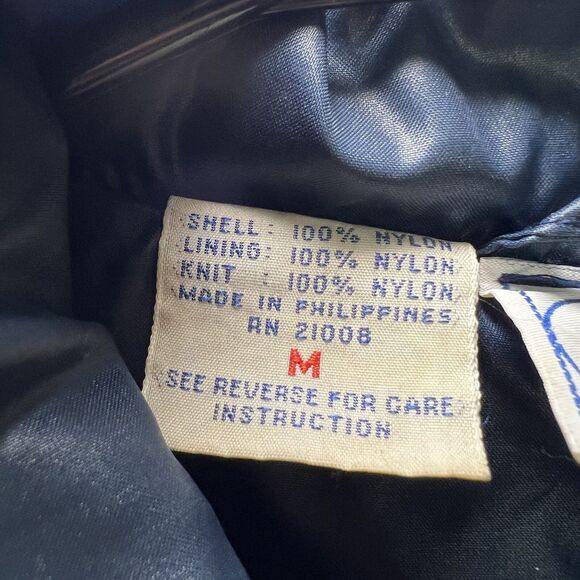 SHELL: 100% NYLON
LINING: 100% NYLON
KNIT : 100% NYLON
MADE IN PHILIPPINES
RN 21008
M
SEE REVERSE FOR CARE
INSTRUCTION